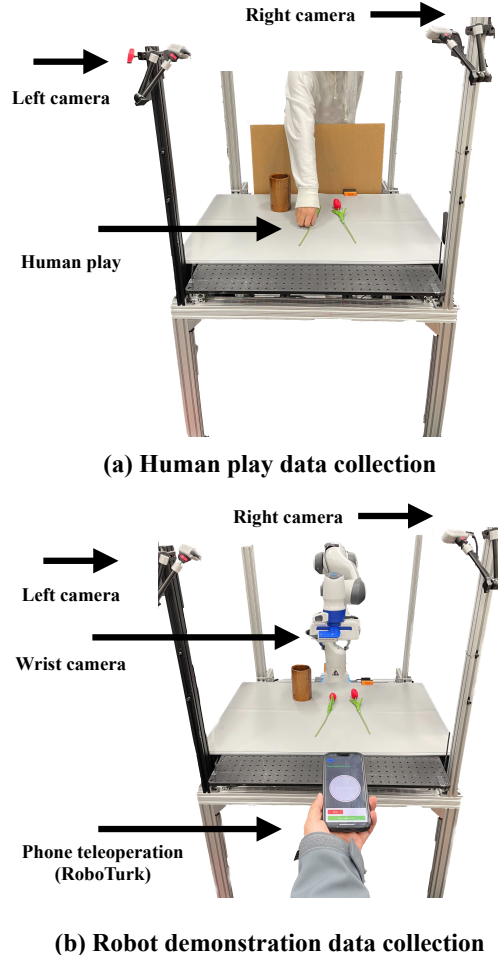 Right camera
Left camera
Human play
(a) Human play data collection
Right camera
Left camera
Wrist camera
Phone teleoperation
(RoboTurk)
(b) Robot demonstration data collection